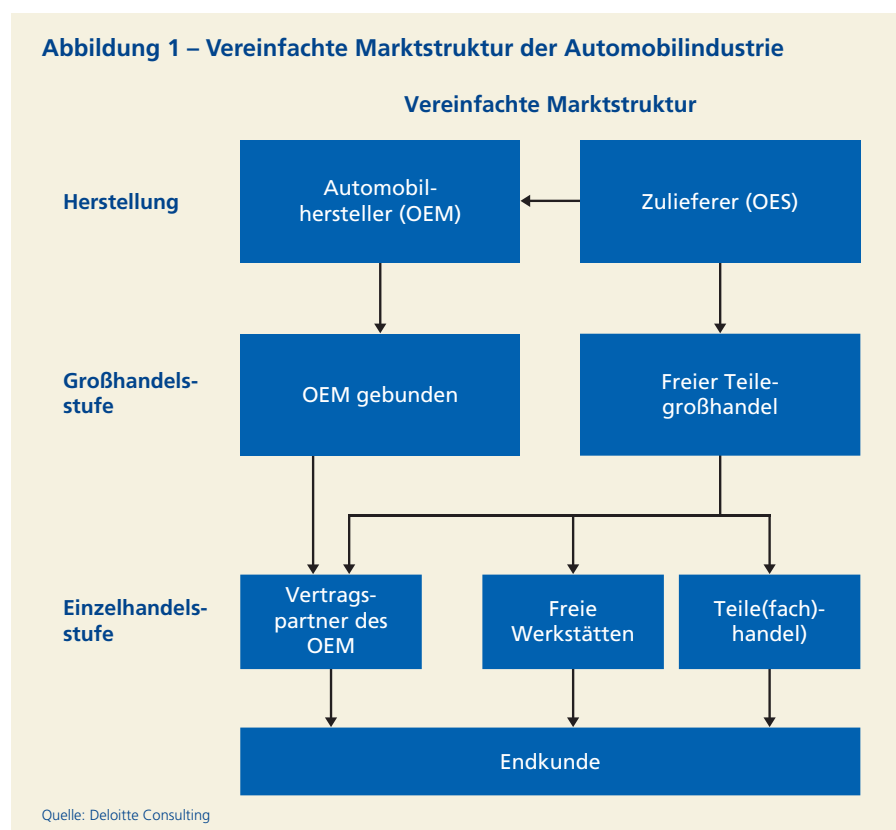 Abbildung 1 – Vereinfachte Marktstruktur der Automobilindustrie
Vereinfachte Marktstruktur
Herstellung
Automobil-
hersteller (OEM)
Zulieferer (OES)
Großhandels-
stufe
OEM gebunden
Freier Teile-
großhandel
Einzelhandels-
stufe
Vertrags-
partner des
OEM
Freie
Werkstätten
Teile(fach)-
handel)
Endkunde
Quelle: Deloitte Consulting